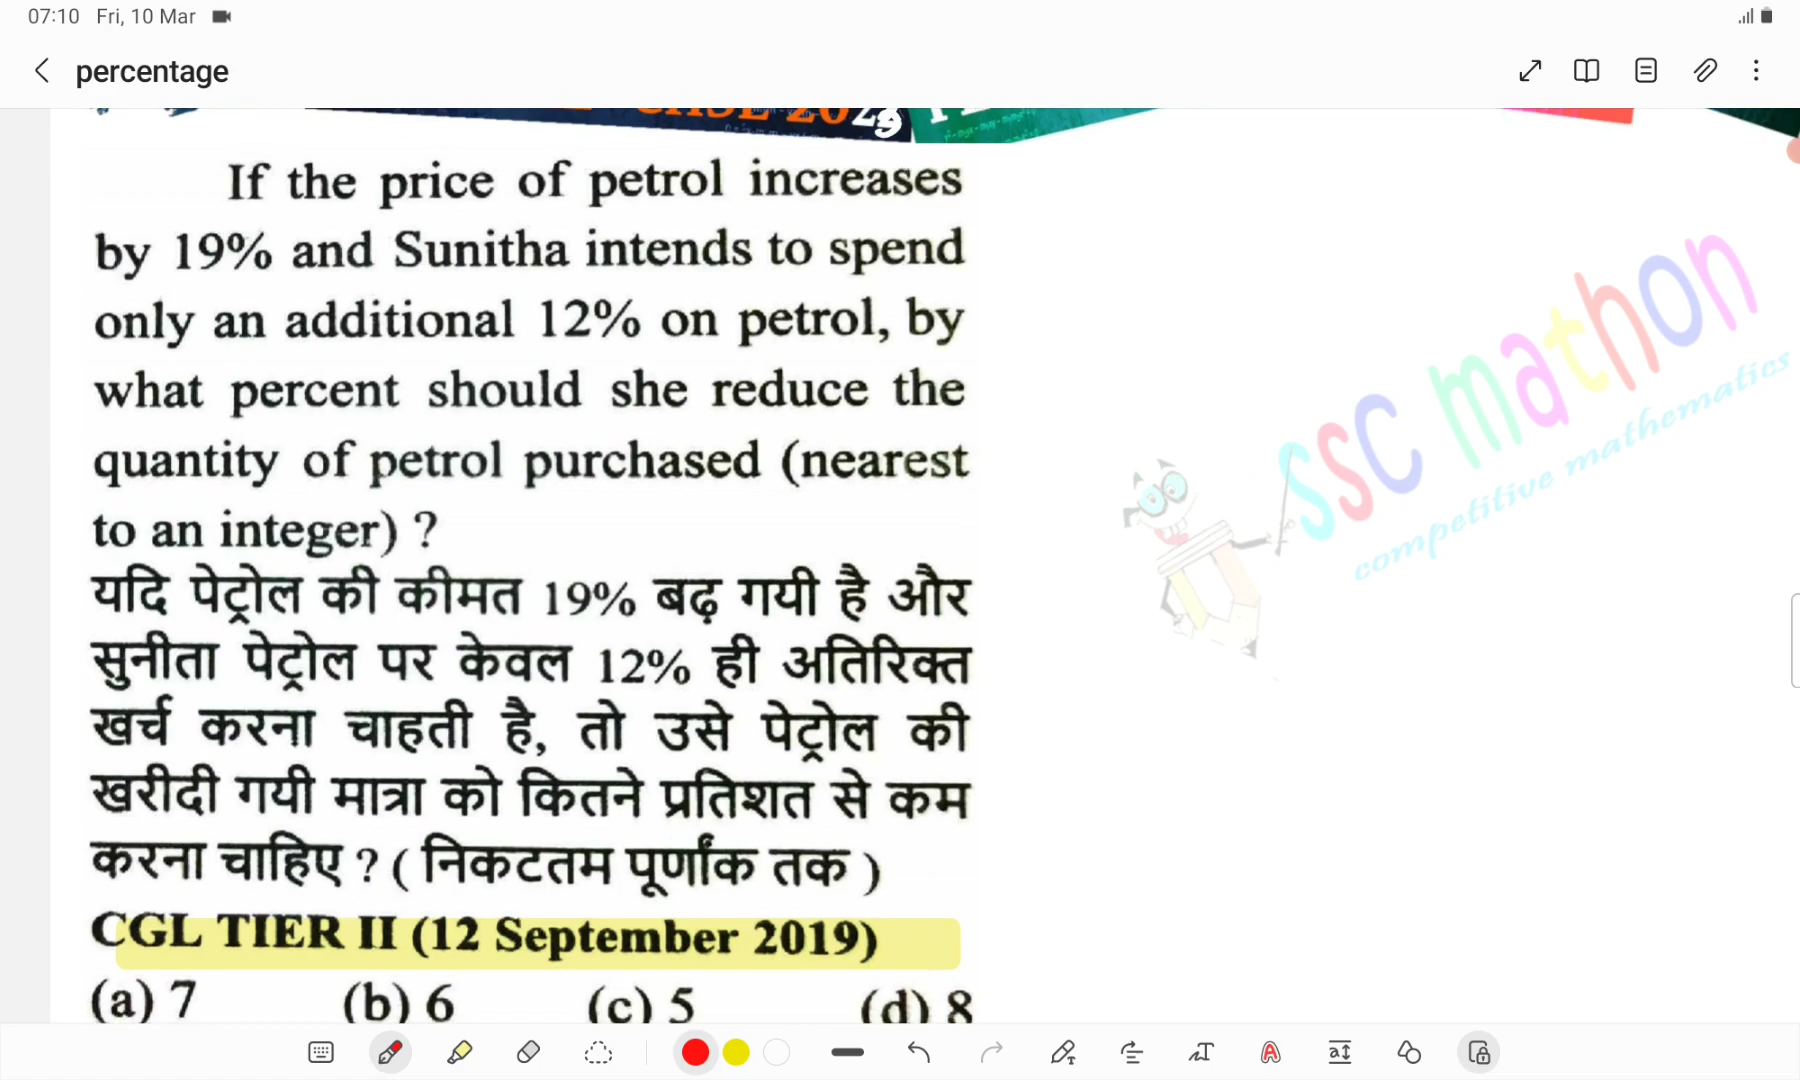 07:10 Fri, 10 Mar
percentage
If the price of petrol increases
by 19% and Sunitha intends to spend
only an additional 12% on petrol, by
what percent should she reduce the
quantity of petrol purchased (nearest
to an integer) ?
यदि पेट्रोल की कीमत 19% बढ़ गयी है और
सुनीता पेट्रोल पर केवल 12% ही अतिरिक्त
खर्च करना चाहती है, तो उसे पेट्रोल की
खरीदी गयी मात्रा को कितने प्रतिशत से कम
करना चाहिए ? ( निकटतम पूर्णांक तक )
CGL TIER II (12 September 2019)
(a) 7 (b) 6 (c) 5 (d) 8
ssc mathon
competitive mathematics